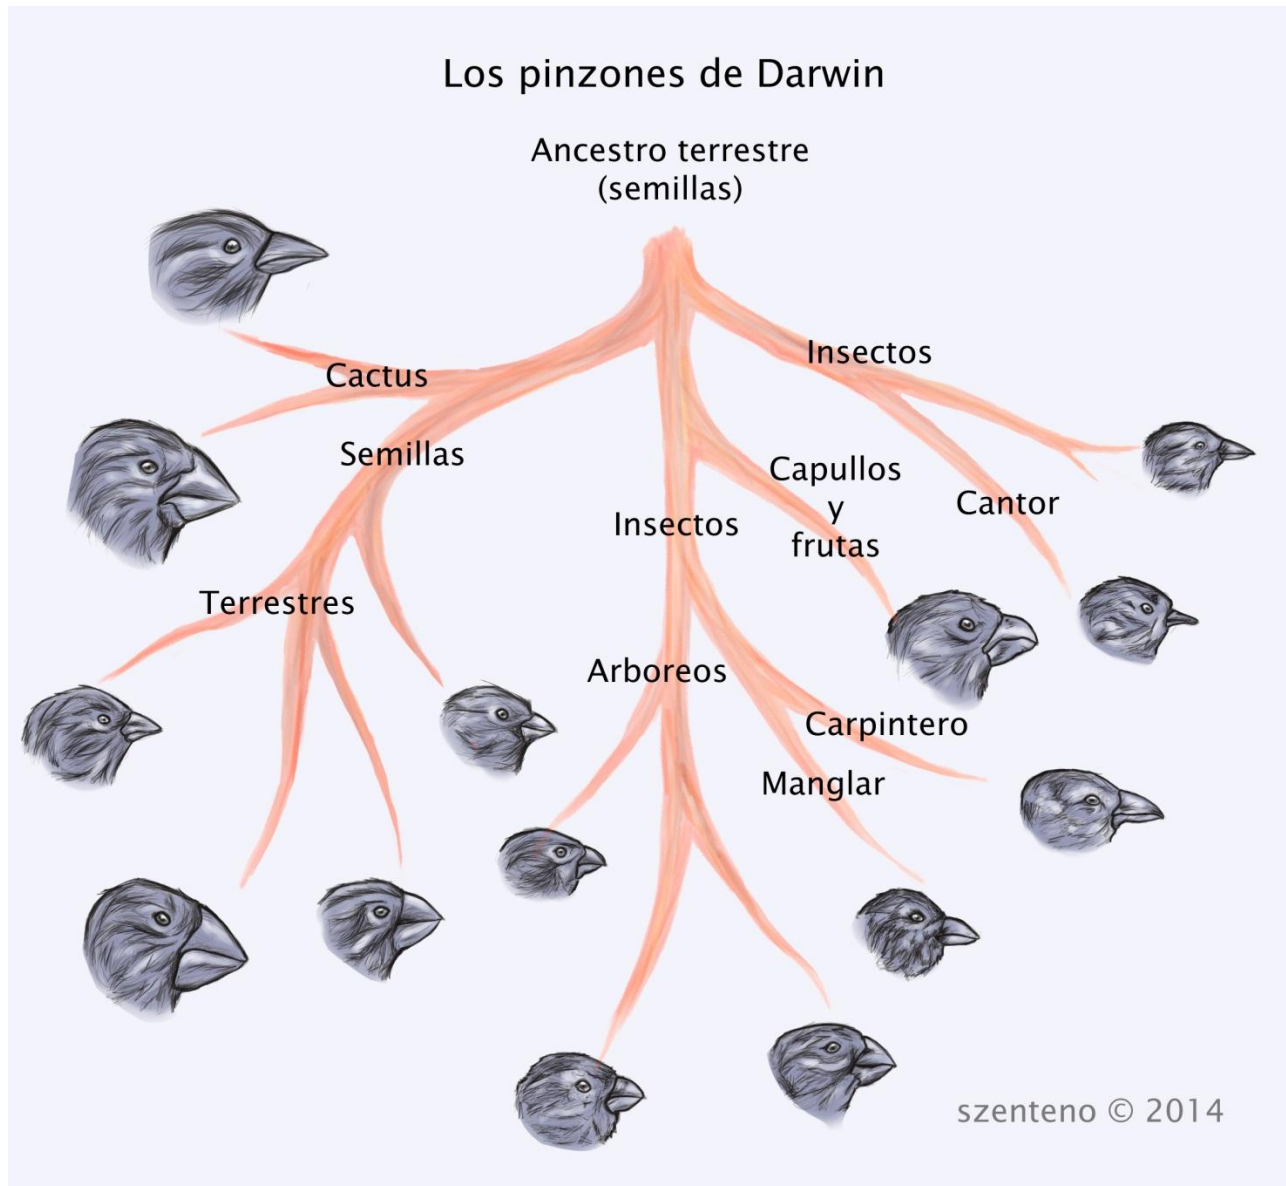 Los pinzones de Darwin
Ancestro terrestre
(semillas)
Insectos
Cactus
Semillas
Capullos
y
frutas
Cantor
Insectos
Terrestres
Arboreos
Carpintero
Manglar
szenteno © 2014